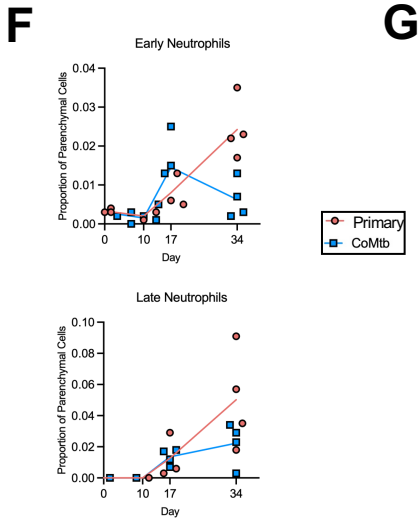 F
G
Early Neutrophils
Proportion of Parenchymal Cells
0.04
0.03
0.02
0.01
0.00
0 10 17 34
Day
Primary
CoMtb
Late Neutrophils
Proportion of Parenchymal Cells
0.10
0.08
0.06
0.04
0.02
0.00
0 10 17 34
Day